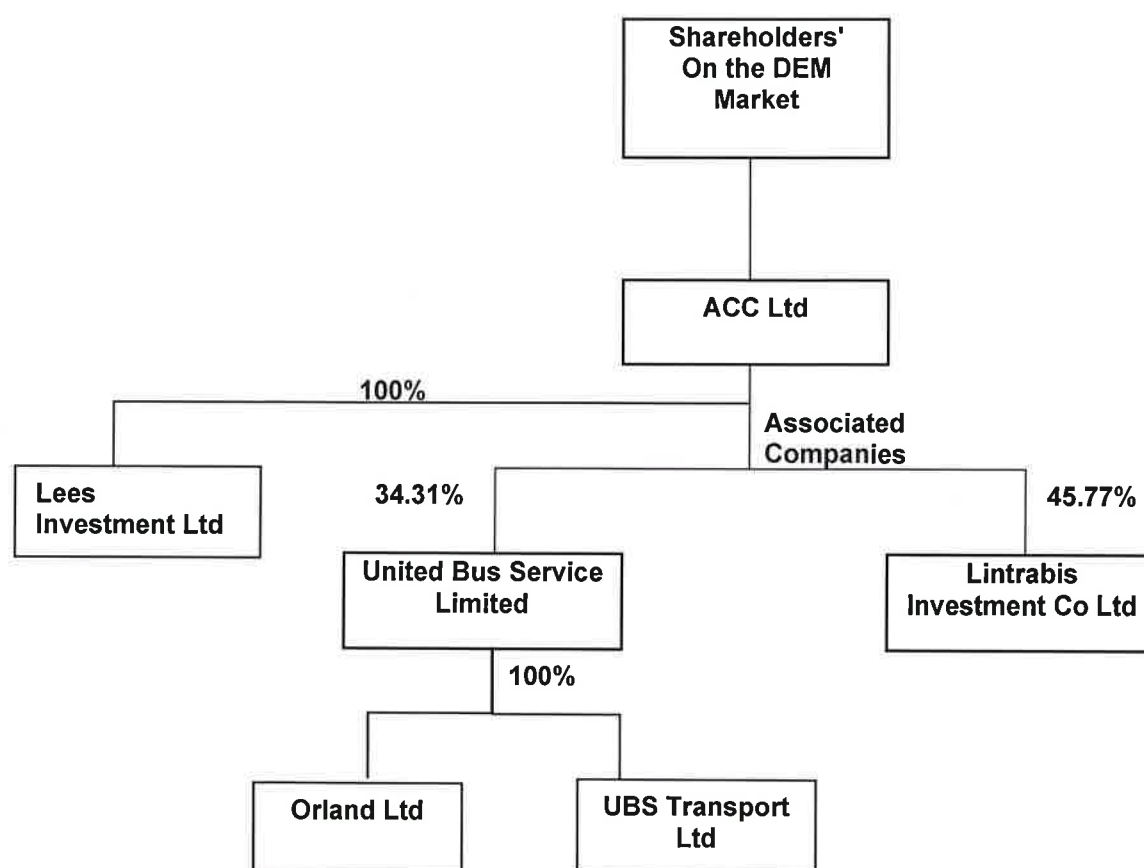 Shareholders'
On the DEM
Market
ACC Ltd
100%
Associated
Companies
Lees
Investment Ltd
34.31%
45.77%
United Bus Service
Limited
Lintrabis
Investment Co Ltd
100%
Orland Ltd
UBS Transport
Ltd